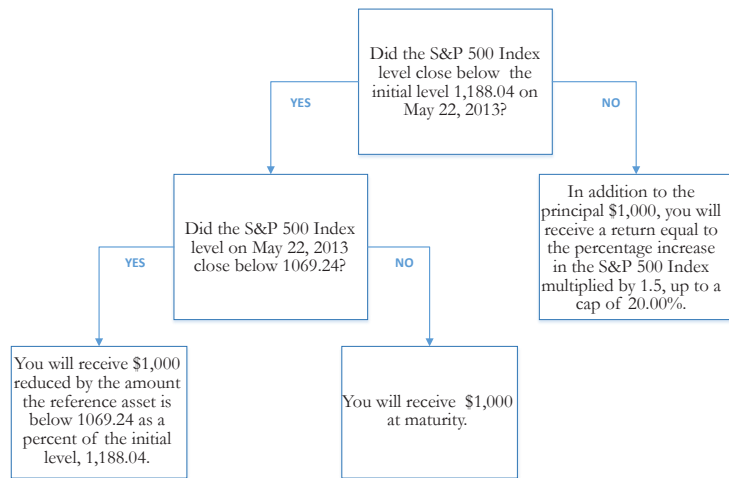 Did the S&P 500 Index
level close below the
initial level 1,188.04 on
May 22, 2013?
YES
NO
Did the S&P 500 Index
level on May 22, 2013
close below 1069.24?
In addition to the
principal $1,000, you will
receive a return equal to
the percentage increase
in the S&P 500 Index
multiplied by 1.5, up to a
cap of 20.00%.
YES
NO
You will receive $1,000
reduced by the amount
the reference asset is
below 1069.24 as a
percent of the initial
level, 1,188.04.
You will receive $1,000
at maturity.